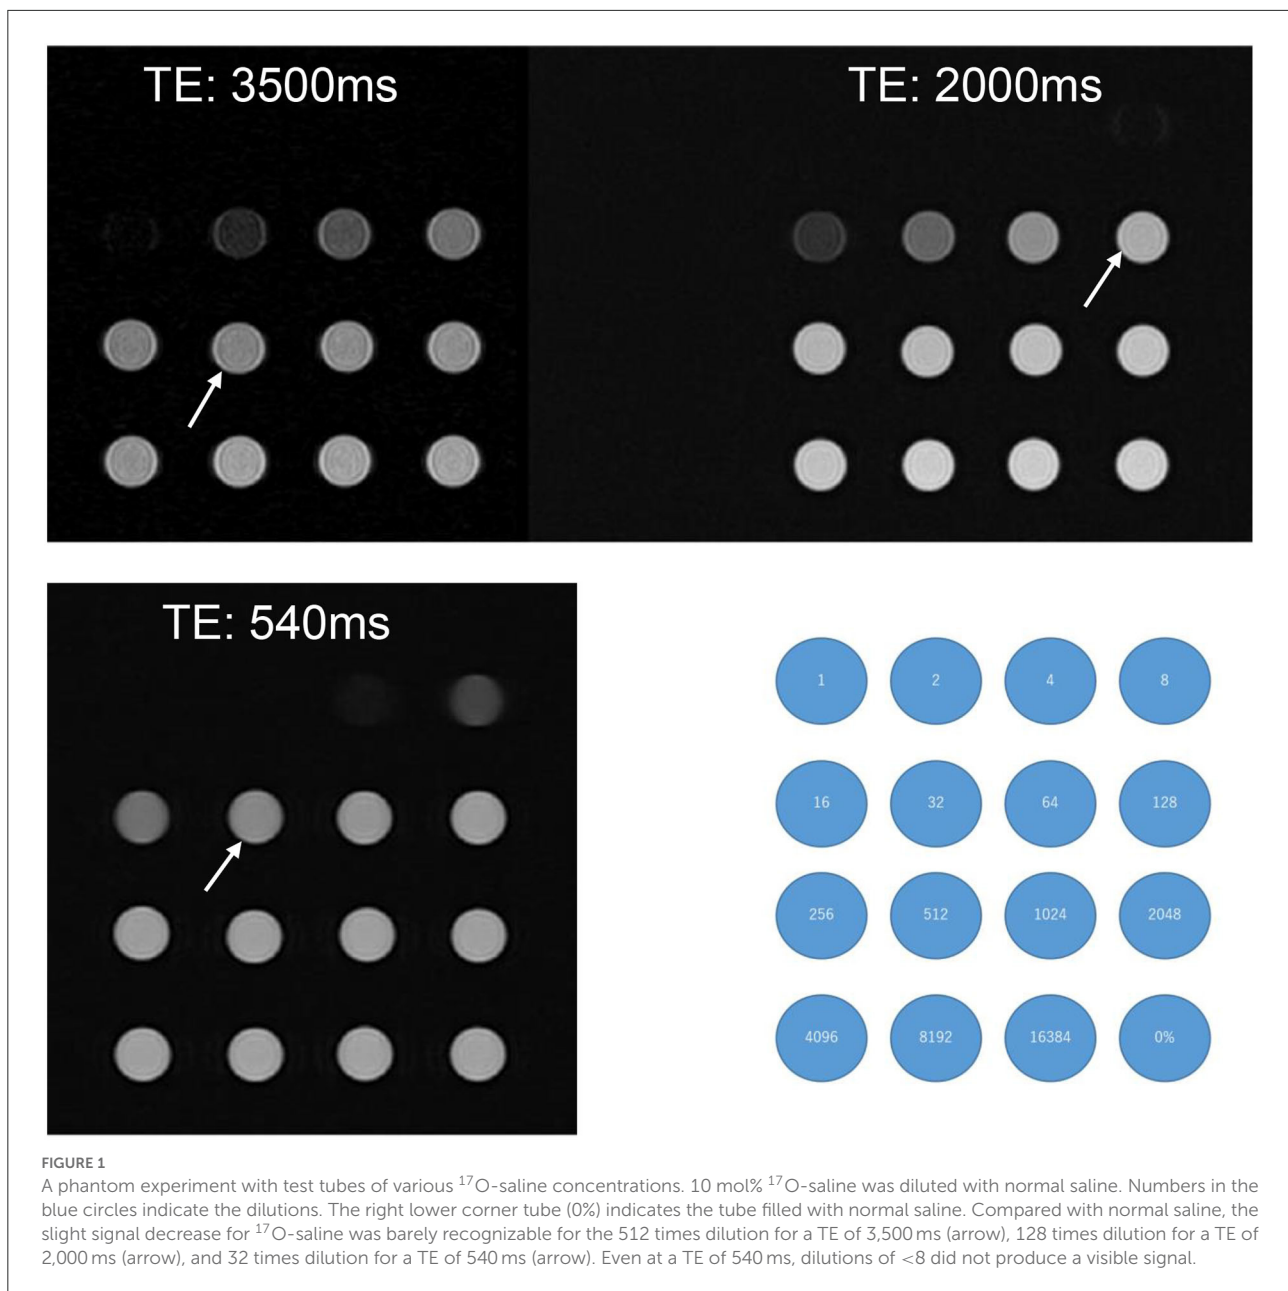 TE: 3500ms
TE: 2000ms
TE: 540ms
1 2 4 8
16 32 64 128
256 512 1024 2048
4096 8192 16384 0%
FIGURE 1
A phantom experiment with test tubes of various ¹⁷O-saline concentrations. 10 mol% ¹⁷O-saline was diluted with normal saline. Numbers in the
blue circles indicate the dilutions. The right lower corner tube (0%) indicates the tube filled with normal saline. Compared with normal saline, the
slight signal decrease for ¹⁷O-saline was barely recognizable for the 512 times dilution for a TE of 3,500 ms (arrow), 128 times dilution for a TE of
2,000 ms (arrow), and 32 times dilution for a TE of 540 ms (arrow). Even at a TE of 540 ms, dilutions of <8 did not produce a visible signal.